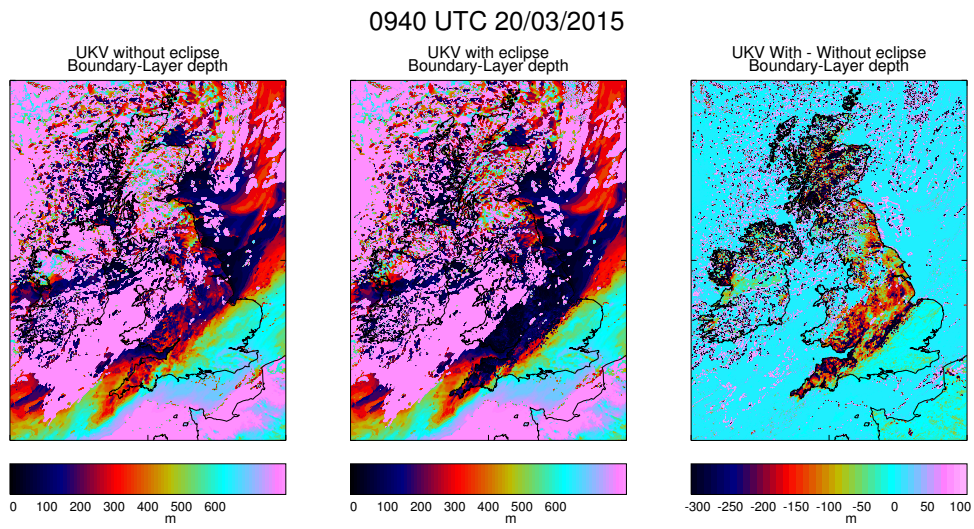 0940 UTC 20/03/2015
UKV without eclipse
Boundary-Layer depth
UKV with eclipse
Boundary-Layer depth
UKV With - Without eclipse
Boundary-Layer depth
0 100 200 300 400 500 600
m
0 100 200 300 400 500 600
m
-300 -250 -200 -150 -100 -50 0 50 100
m